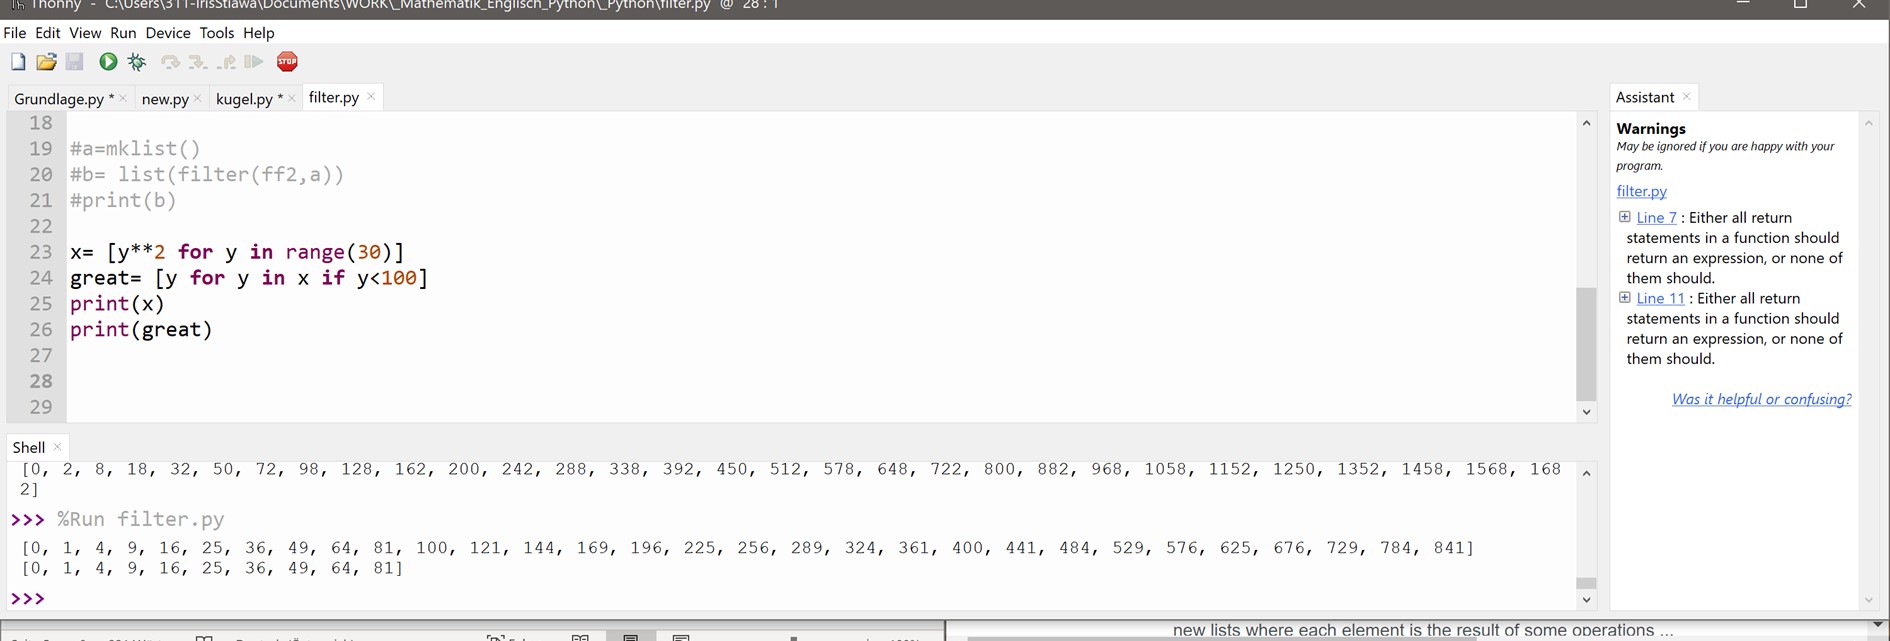 Thonny - C:\Users\311-IrisStlawa\Documents\WORK\_Mathematik_Englisch_Python\_Python\filter.py @ 28 : 1
File Edit View Run Device Tools Help
STOP
Grundlage.py * × new.py × kugel.py * × filter.py ×
18
19 #a=mklist()
20 #b= list(filter(ff2,a))
21 #print(b)
22
23 x= [y**2 for y in range(30)]
24 great= [y for y in x if y<100]
25 print(x)
26 print(great)
27
28
29
Shell ×
[0, 2, 8, 18, 32, 50, 72, 98, 128, 162, 200, 242, 288, 338, 392, 450, 512, 578, 648, 722, 800, 882, 968, 1058, 1152, 1250, 1352, 1458, 1568, 168
2]
>>> %Run filter.py
[0, 1, 4, 9, 16, 25, 36, 49, 64, 81, 100, 121, 144, 169, 196, 225, 256, 289, 324, 361, 400, 441, 484, 529, 576, 625, 676, 729, 784, 841]
[0, 1, 4, 9, 16, 25, 36, 49, 64, 81]
>>>
Assistant ×
Warnings
May be ignored if you are happy with your
program.
filter.py
Line 7 : Either all return
statements in a function should
return an expression, or none of
them should.
Line 11 : Either all return
statements in a function should
return an expression, or none of
them should.
Was it helpful or confusing?
new lists where each element is the result of some operations ...